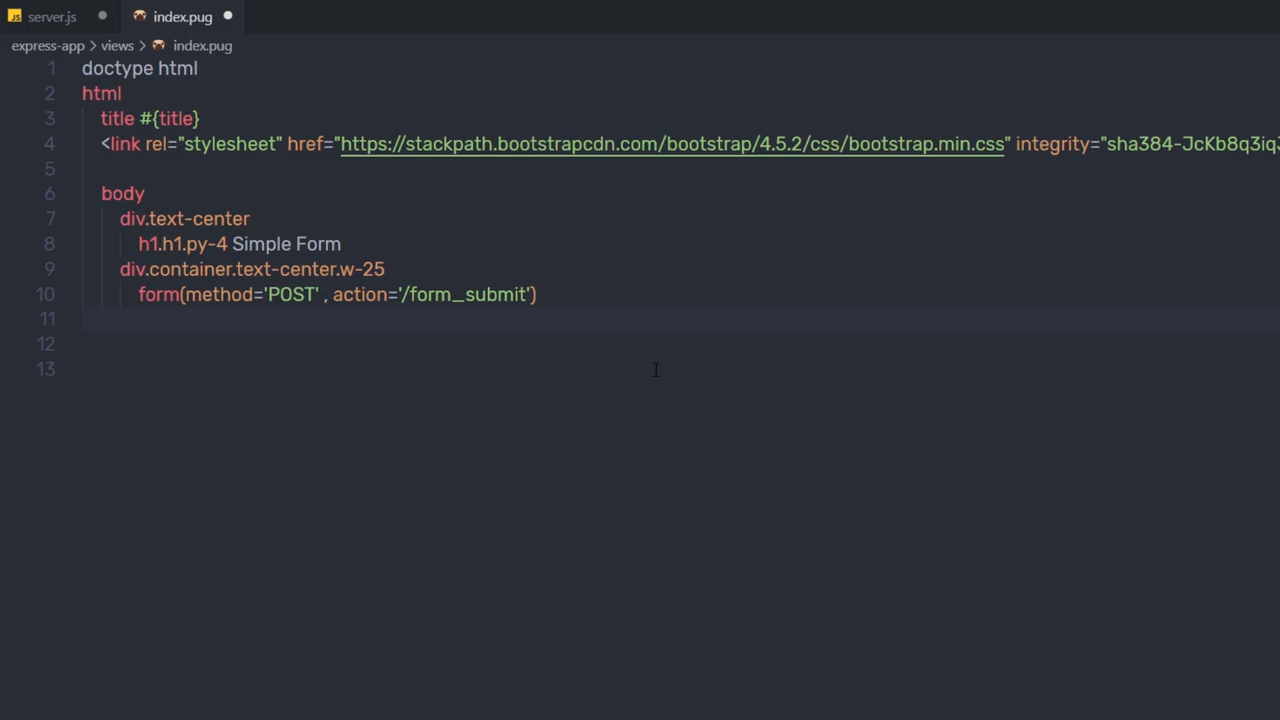 JS server.js index.pug
express-app > views > index.pug
1 doctype html
2 html
3 title #{title}
4 <link rel="stylesheet" href="https://stackpath.bootstrapcdn.com/bootstrap/4.5.2/css/bootstrap.min.css" integrity="sha384-JcKb8q3iqJ
5
6 body
7 div.text-center
8 h1.h1.py-4 Simple Form
9 div.container.text-center.w-25
10 form(method='POST' , action='/form_submit')
11
12
13